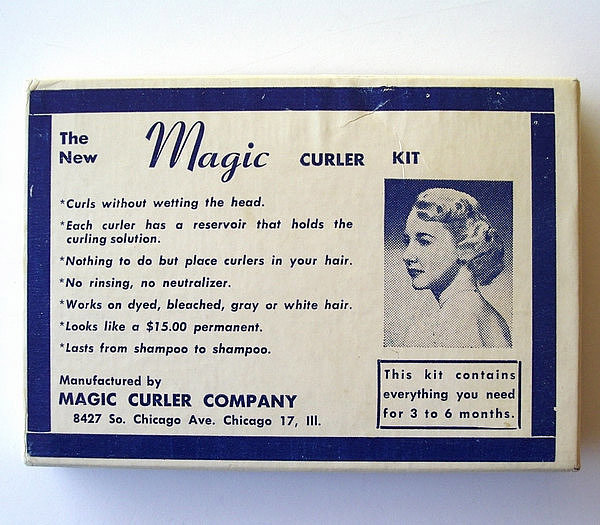 The New Magic CURLER KIT
*Curls without wetting the head.
*Each curler has a reservoir that holds the
curling solution.
*Nothing to do but place curlers in your hair.
*No rinsing, no neutralizer.
*Works on dyed, bleached, gray or white hair.
*Looks like a $15.00 permanent.
*Lasts from shampoo to shampoo.
Manufactured by
MAGIC CURLER COMPANY
8427 So. Chicago Ave. Chicago 17, Ill.
This kit contains
everything you need
for 3 to 6 months.